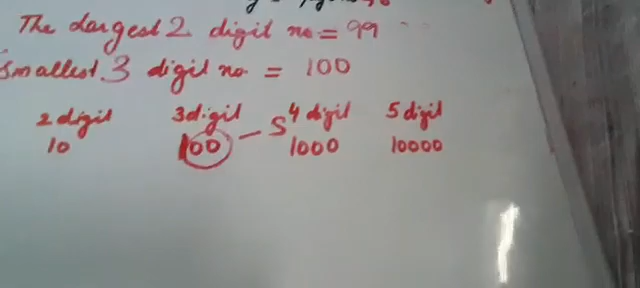 The Largest 2 digit no = 99
Smallest 3 digit no. = 100
2 digit 3 digit 4 digit 5 digit
10 100 - S 1000 10000